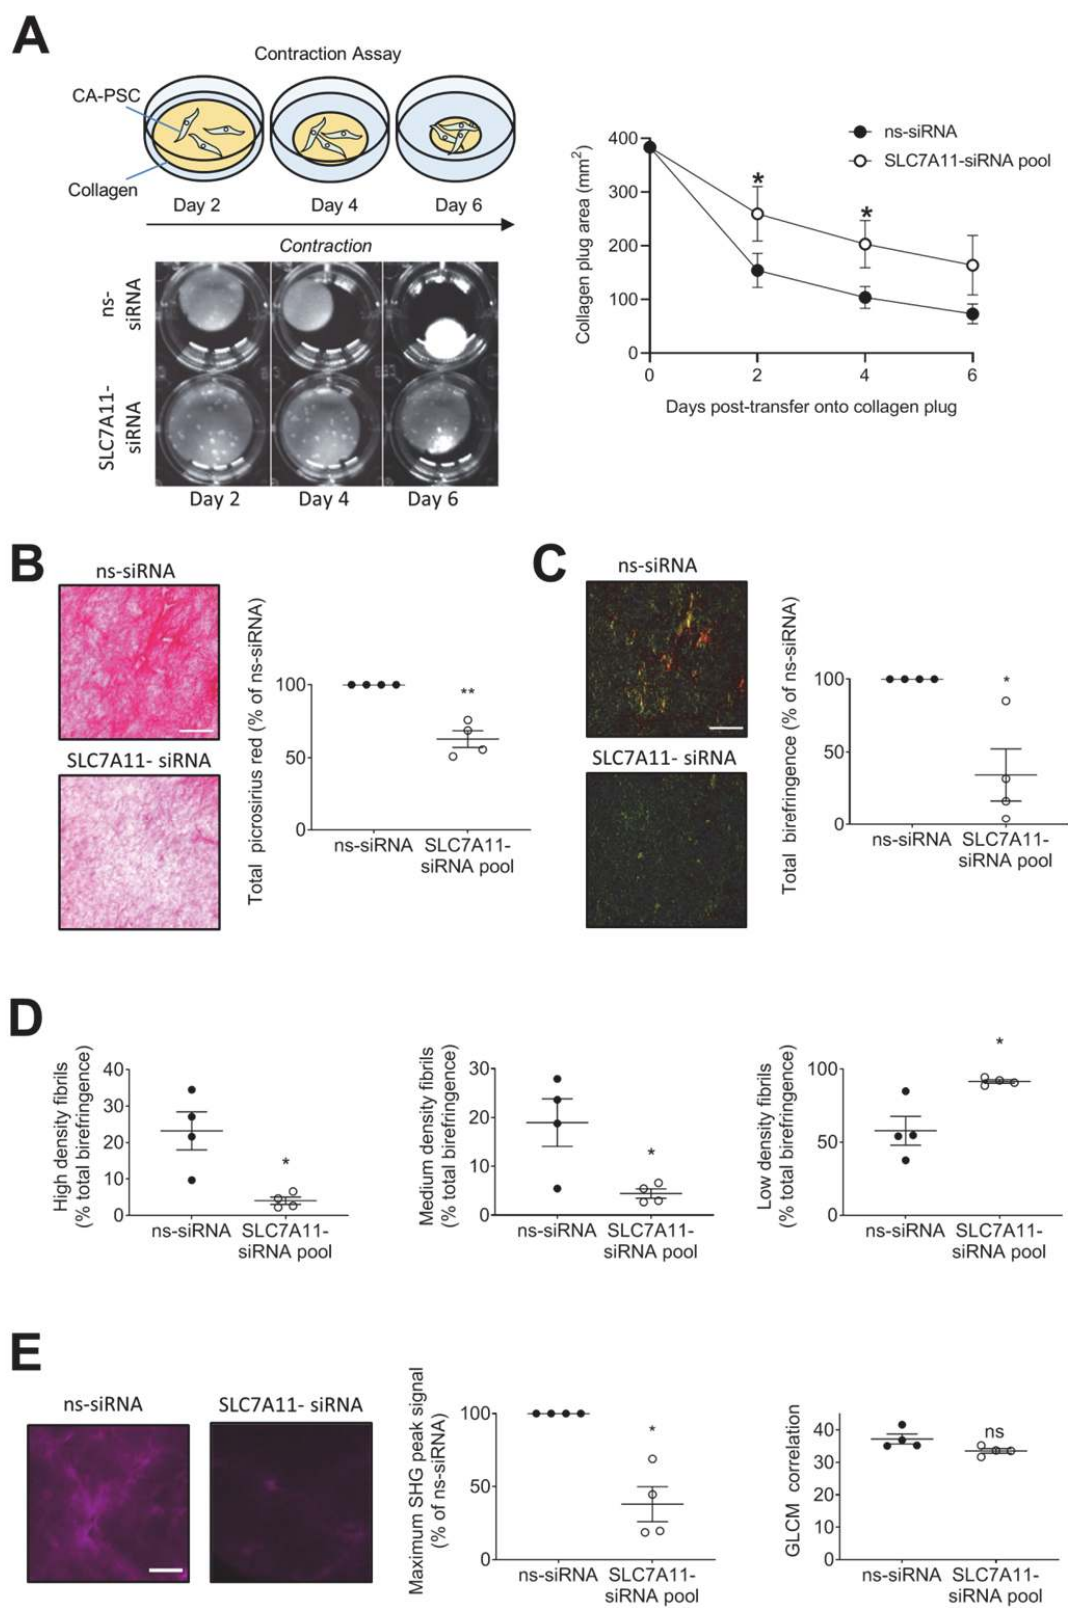 A
Contraction Assay
CA-PSC
Collagen
Day 2
Day 4
Day 6
Contraction
ns-
siRNA
SLC7A11-
siRNA
Day 2
Day 4
Day 6
ns-siRNA
SLC7A11-siRNA pool
Collagen plug area (mm²)
400
300
200
100
0
*
*
0
2
4
6
Days post-transfer onto collagen plug
B
ns-siRNA
SLC7A11- siRNA
Total picrosirius red (% of ns-siRNA)
100
50
0
**
ns-siRNA
SLC7A11-
siRNA pool
C
ns-siRNA
SLC7A11- siRNA
Total birefringence (% of ns-siRNA)
100
50
0
*
ns-siRNA
SLC7A11-
siRNA pool
D
High density fibrils
(% total birefringence)
40
30
20
10
0
*
ns-siRNA
SLC7A11-
siRNA pool
Medium density fibrils
(% total birefringence)
30
20
10
0
*
ns-siRNA
SLC7A11-
siRNA pool
Low density fibrils
(% total birefringence)
100
50
0
*
ns-siRNA
SLC7A11-
siRNA pool
E
ns-siRNA
SLC7A11- siRNA
Maximum SHG peak signal
(% of ns-siRNA)
100
50
0
*
ns-siRNA
SLC7A11-
siRNA pool
GLCM correlation
40
30
20
10
0
ns
ns-siRNA
SLC7A11-
siRNA pool